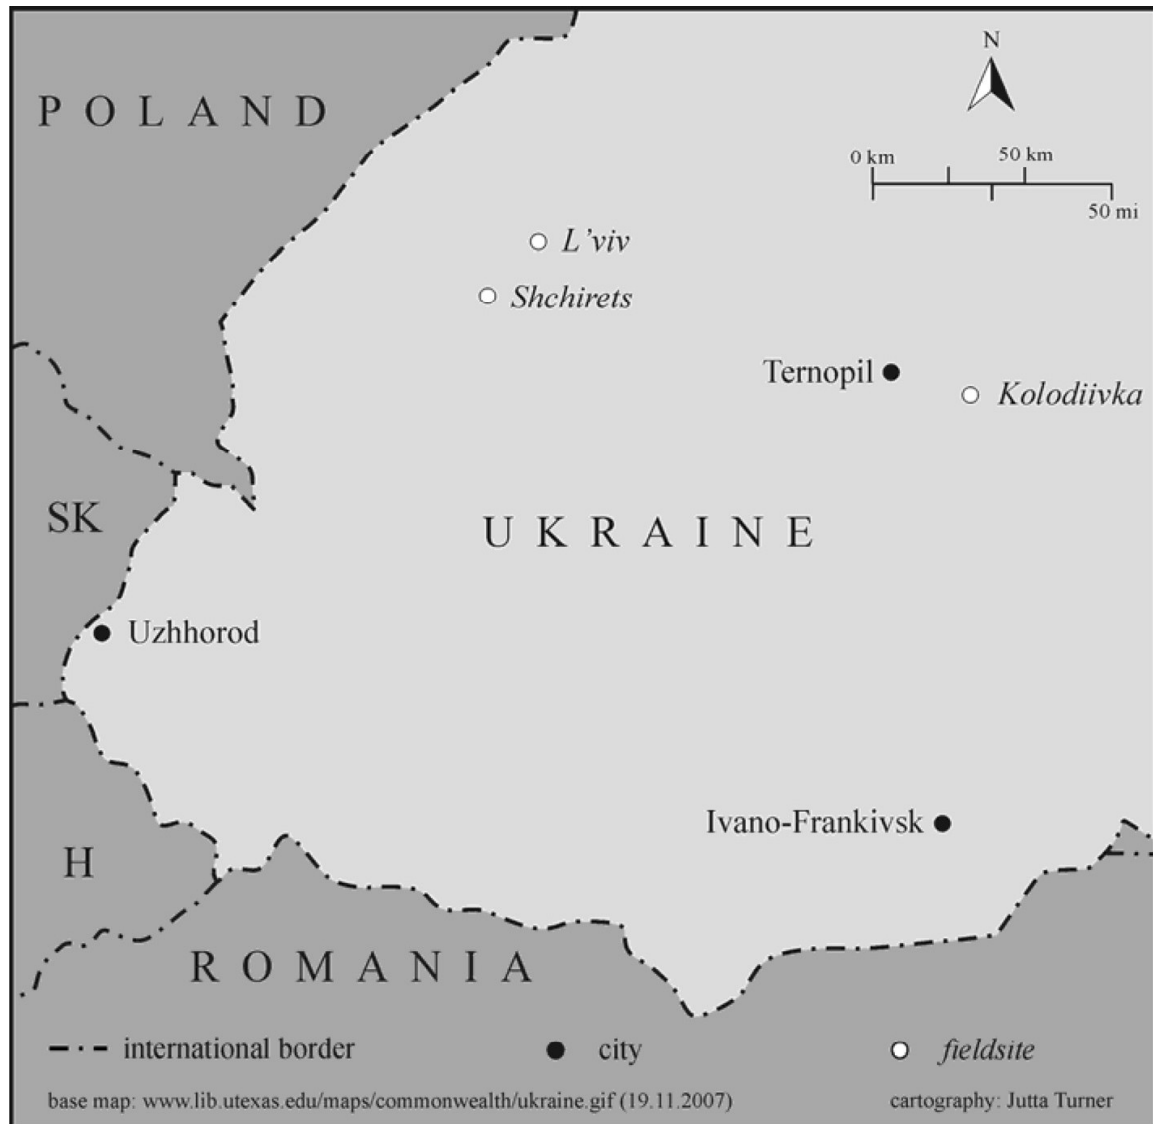 N
POLAND
0 km 50 km
50 mi
L’viv
Shchirets
Ternopil
Kolodiivka
SK
UKRAINE
Uzhhorod
Ivano-Frankivsk
H
ROMANIA
international border city fieldsite
base map: www.lib.utexas.edu/maps/commonwealth/ukraine.gif (19.11.2007) cartography: Jutta Turner